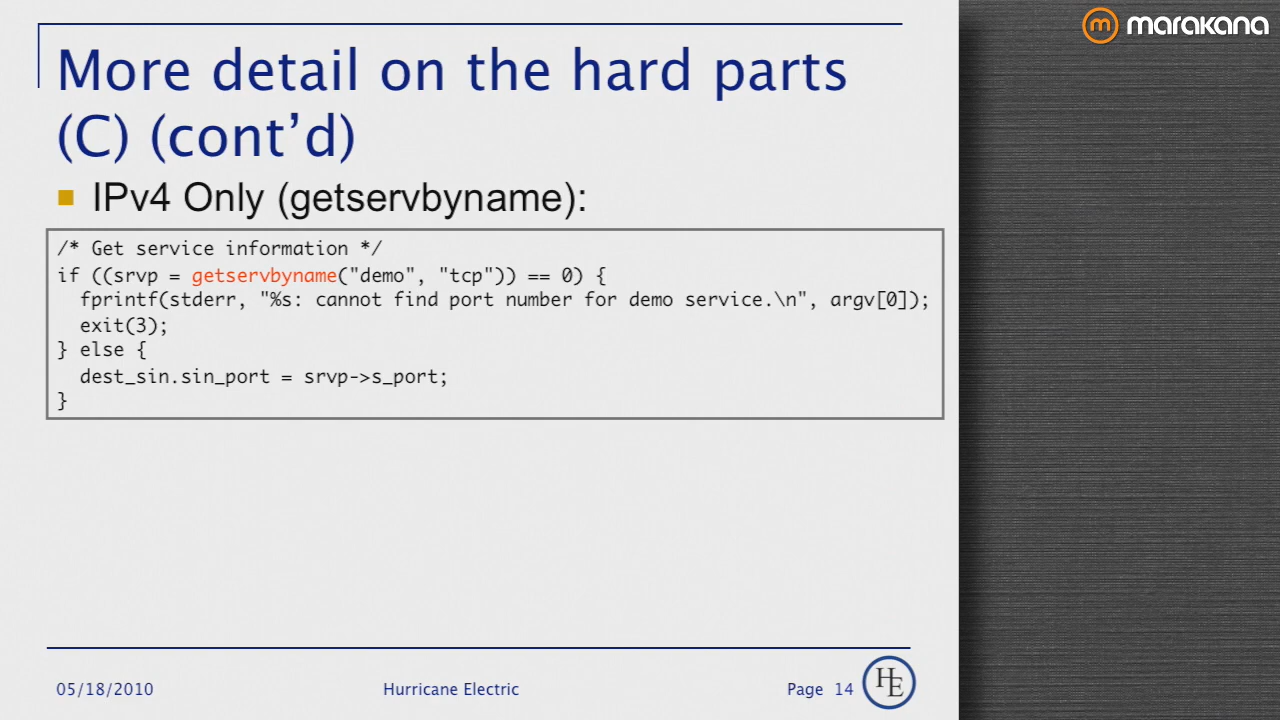 marakana
More detail on the hard parts
(C) (cont’d)
IPv4 Only (getservbyname):
/* Get service information */
if ((srvp = getservbyname("demo", "tcp")) == 0) {
  fprintf(stderr, "%s: cannot find port number for demo service.\n", argv[0]);
  exit(3);
} else {
  dest_sin.sin_port = srvp->s_port;
}
05/18/2010 Hurricane Electric Page 14 HE